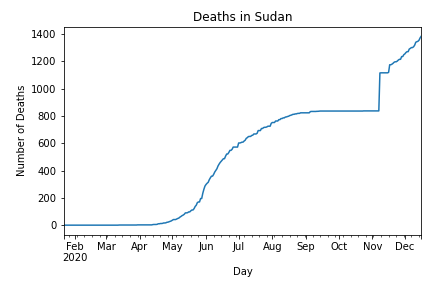 Deaths in Sudan
1400
1200
1000
800
600
400
200
0
Number of Deaths
Feb Mar Apr May Jun Jul Aug Sep Oct Nov Dec
2020
Day